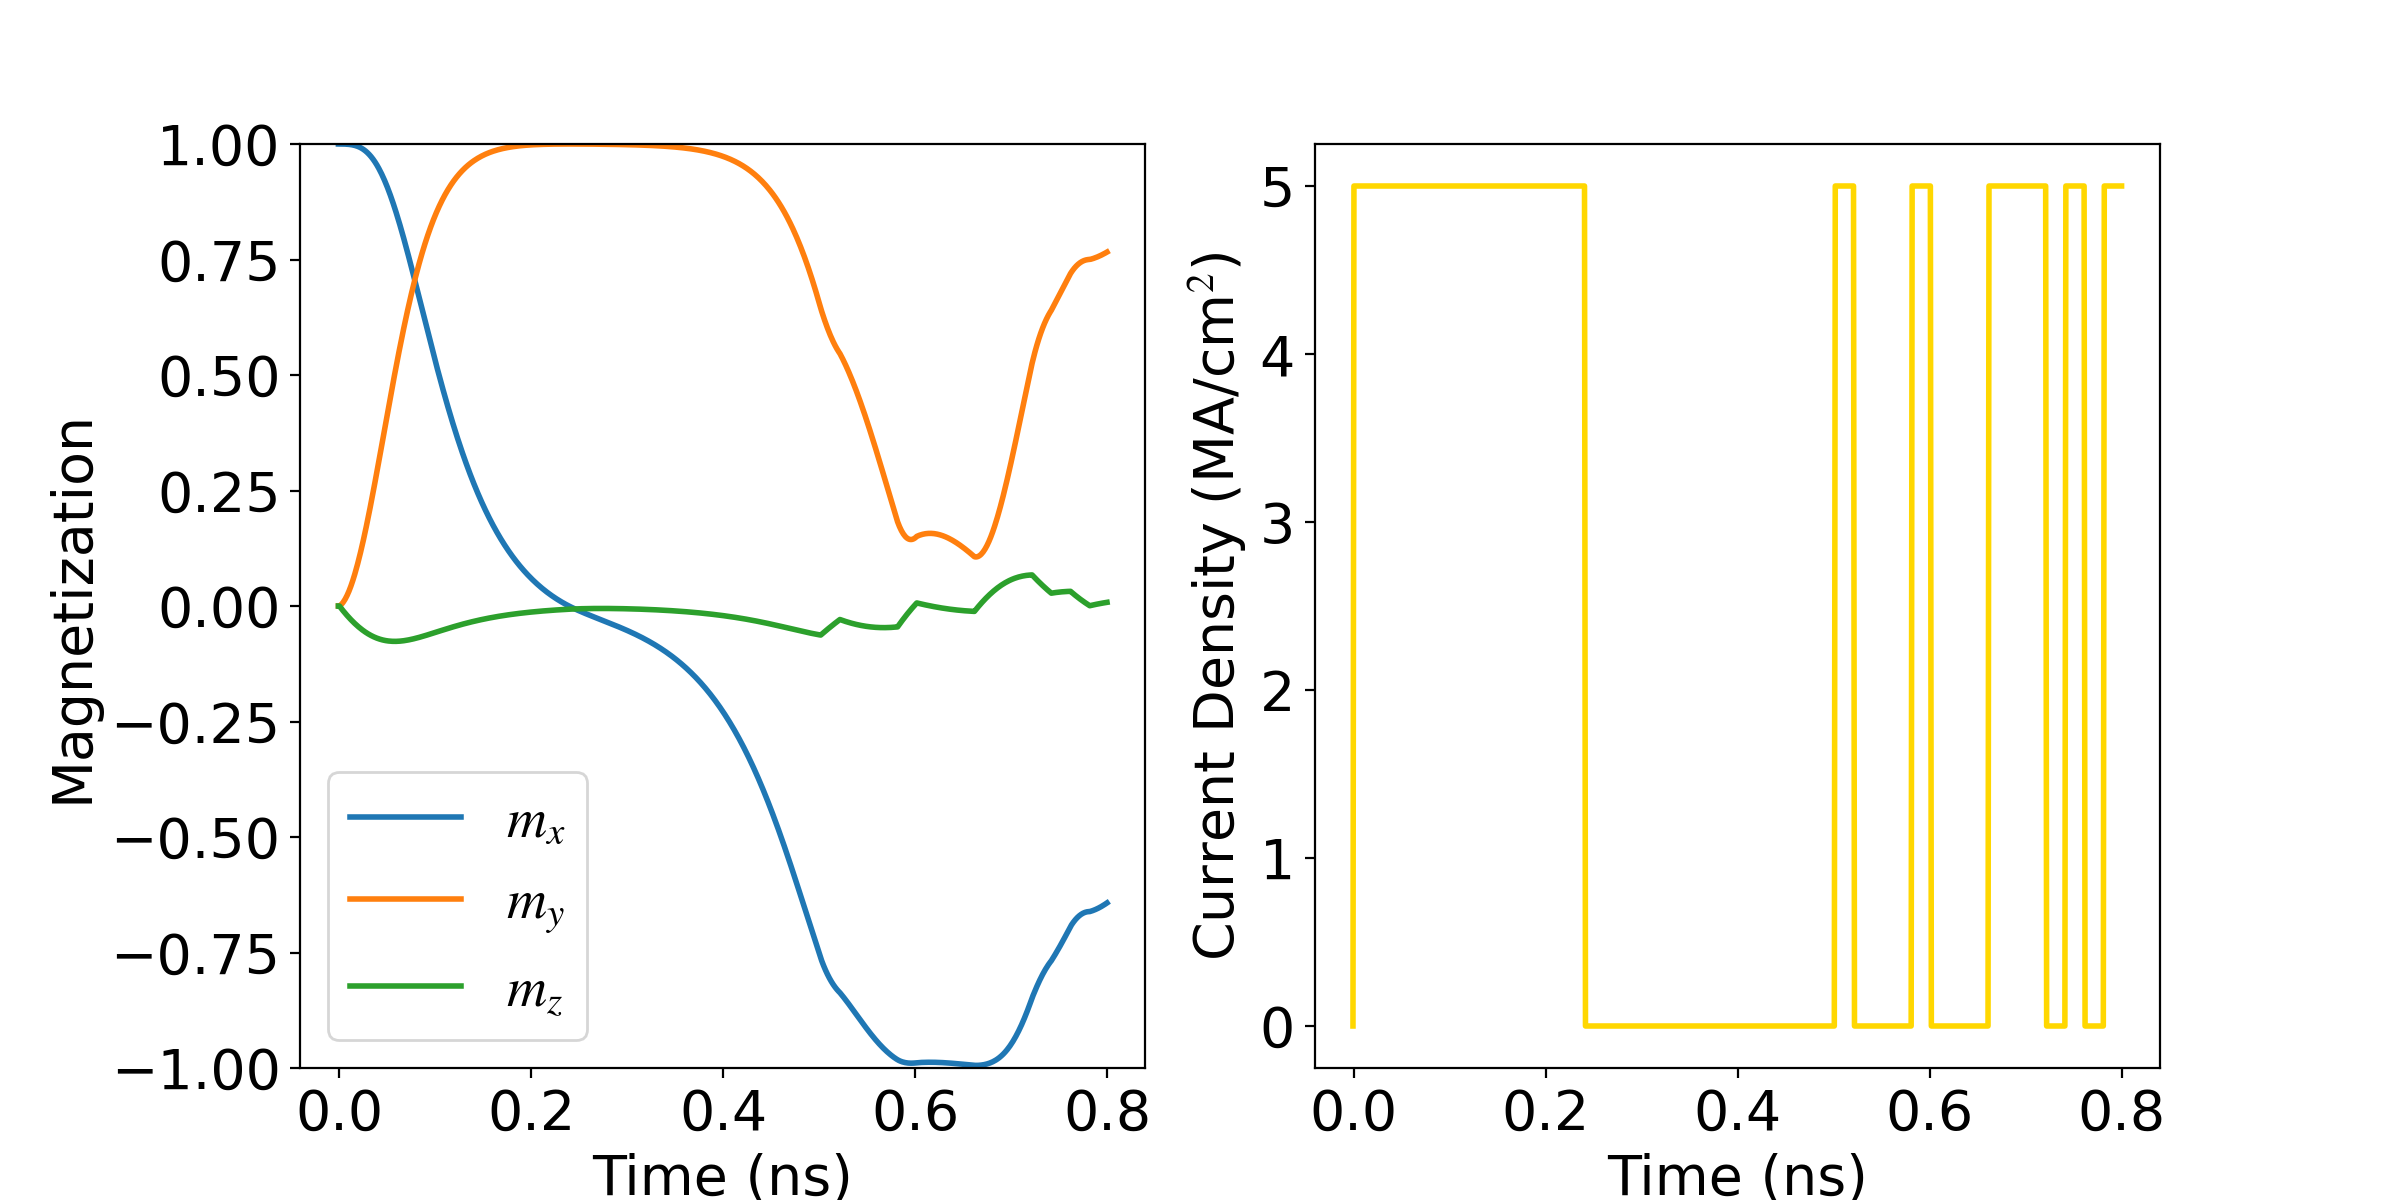 Magnetization
1.00
0.75
0.50
0.25
0.00
−0.25
−0.50
−0.75
−1.00
m_x
m_y
m_z
0.0 0.2 0.4 0.6 0.8
Time (ns)
Current Density (MA/cm²)
5
4
3
2
1
0
0.0 0.2 0.4 0.6 0.8
Time (ns)